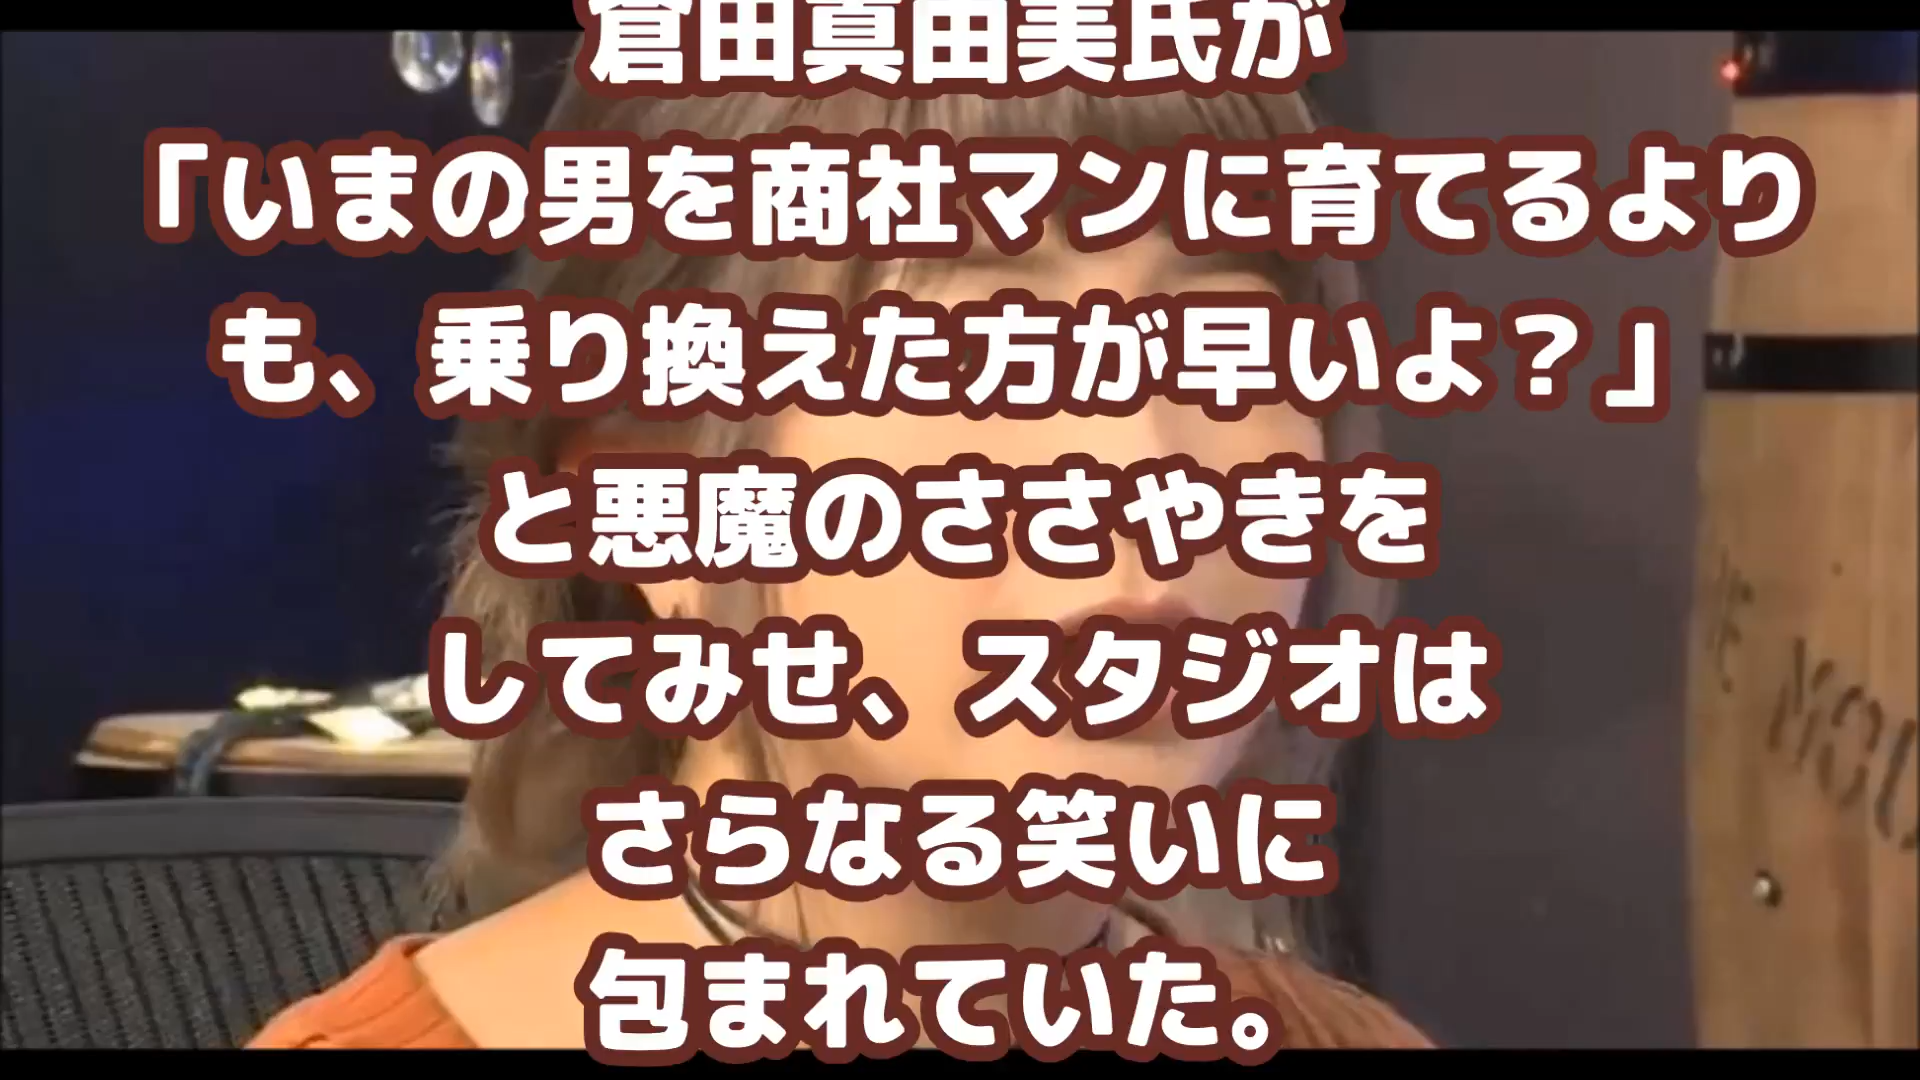 倉田真由美氏が
「いまの男を商社マンに育てるより
も、乗り換えた方が早いよ？」
と悪魔のささやきを
してみせ、スタジオは
さらなる笑いに
包まれていた。